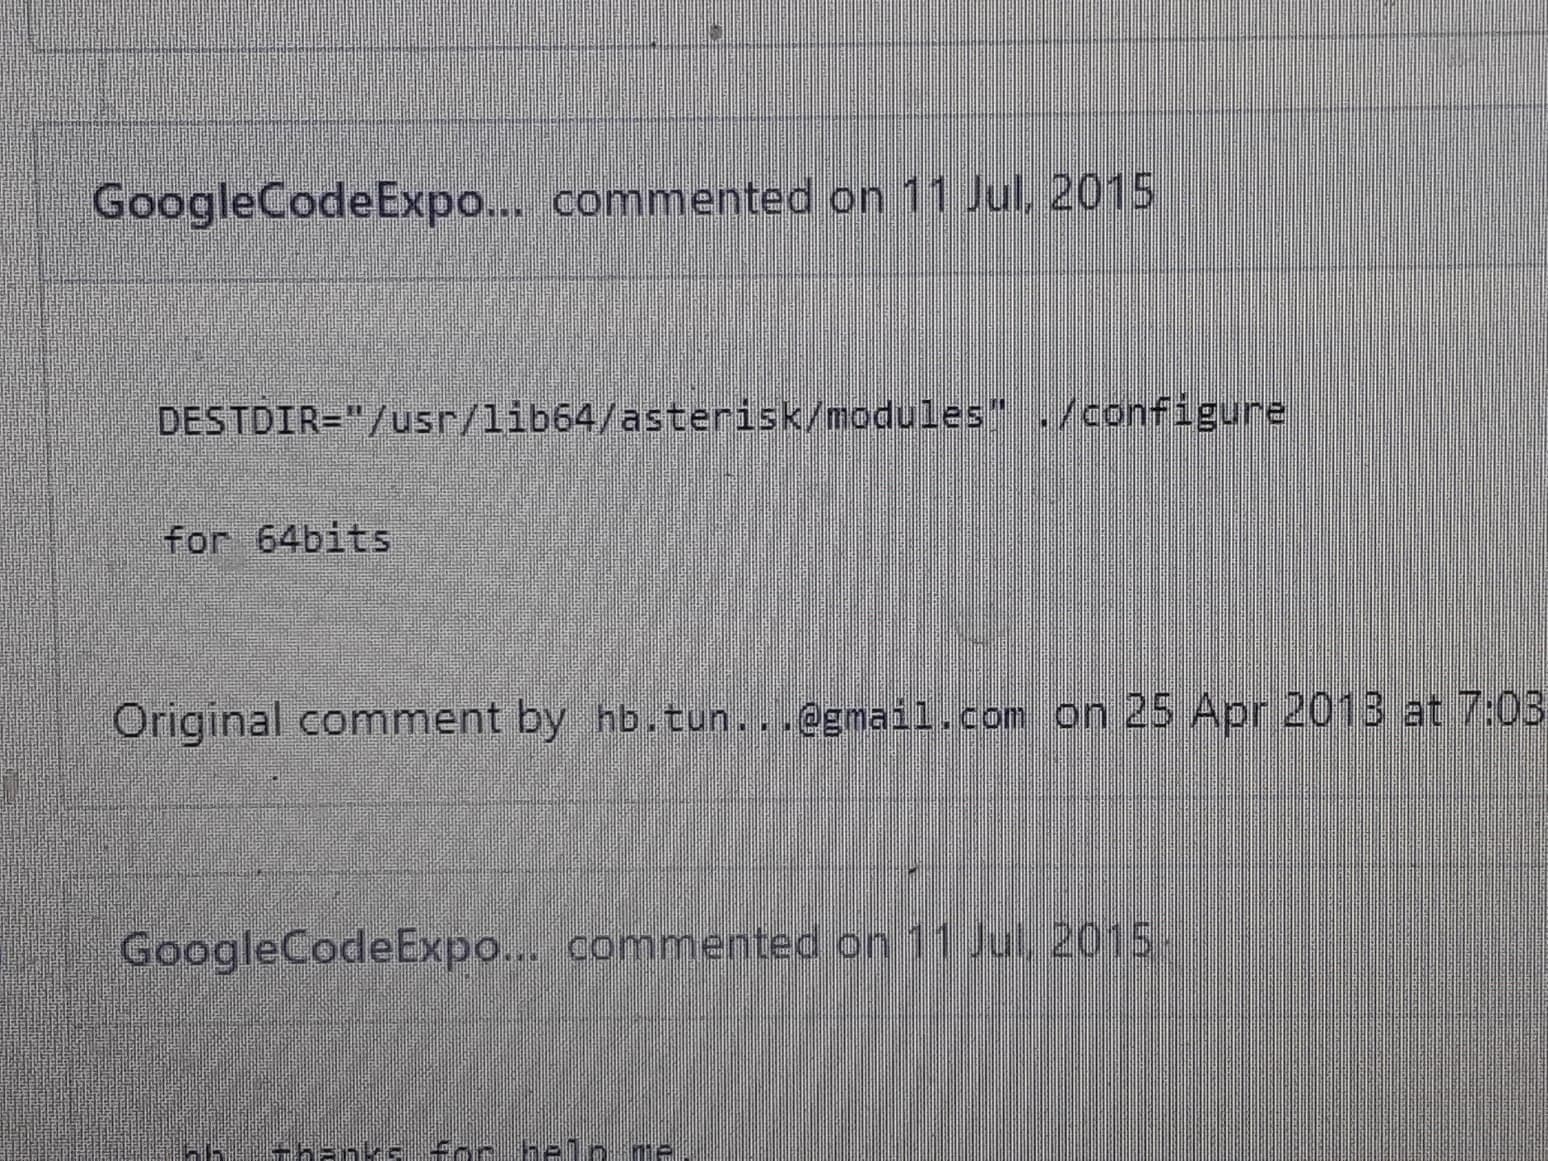 GoogleCodeExpo... commented on 11 Jul, 2015
DESTDIR="/usr/lib64/asterisk/modules" ./configure
for 64bits
Original comment by hb.tun...@gmail.com on 25 Apr 2013 at 7:03
GoogleCodeExpo... commented on 11 Jul, 2015
hb, thanks for help me.